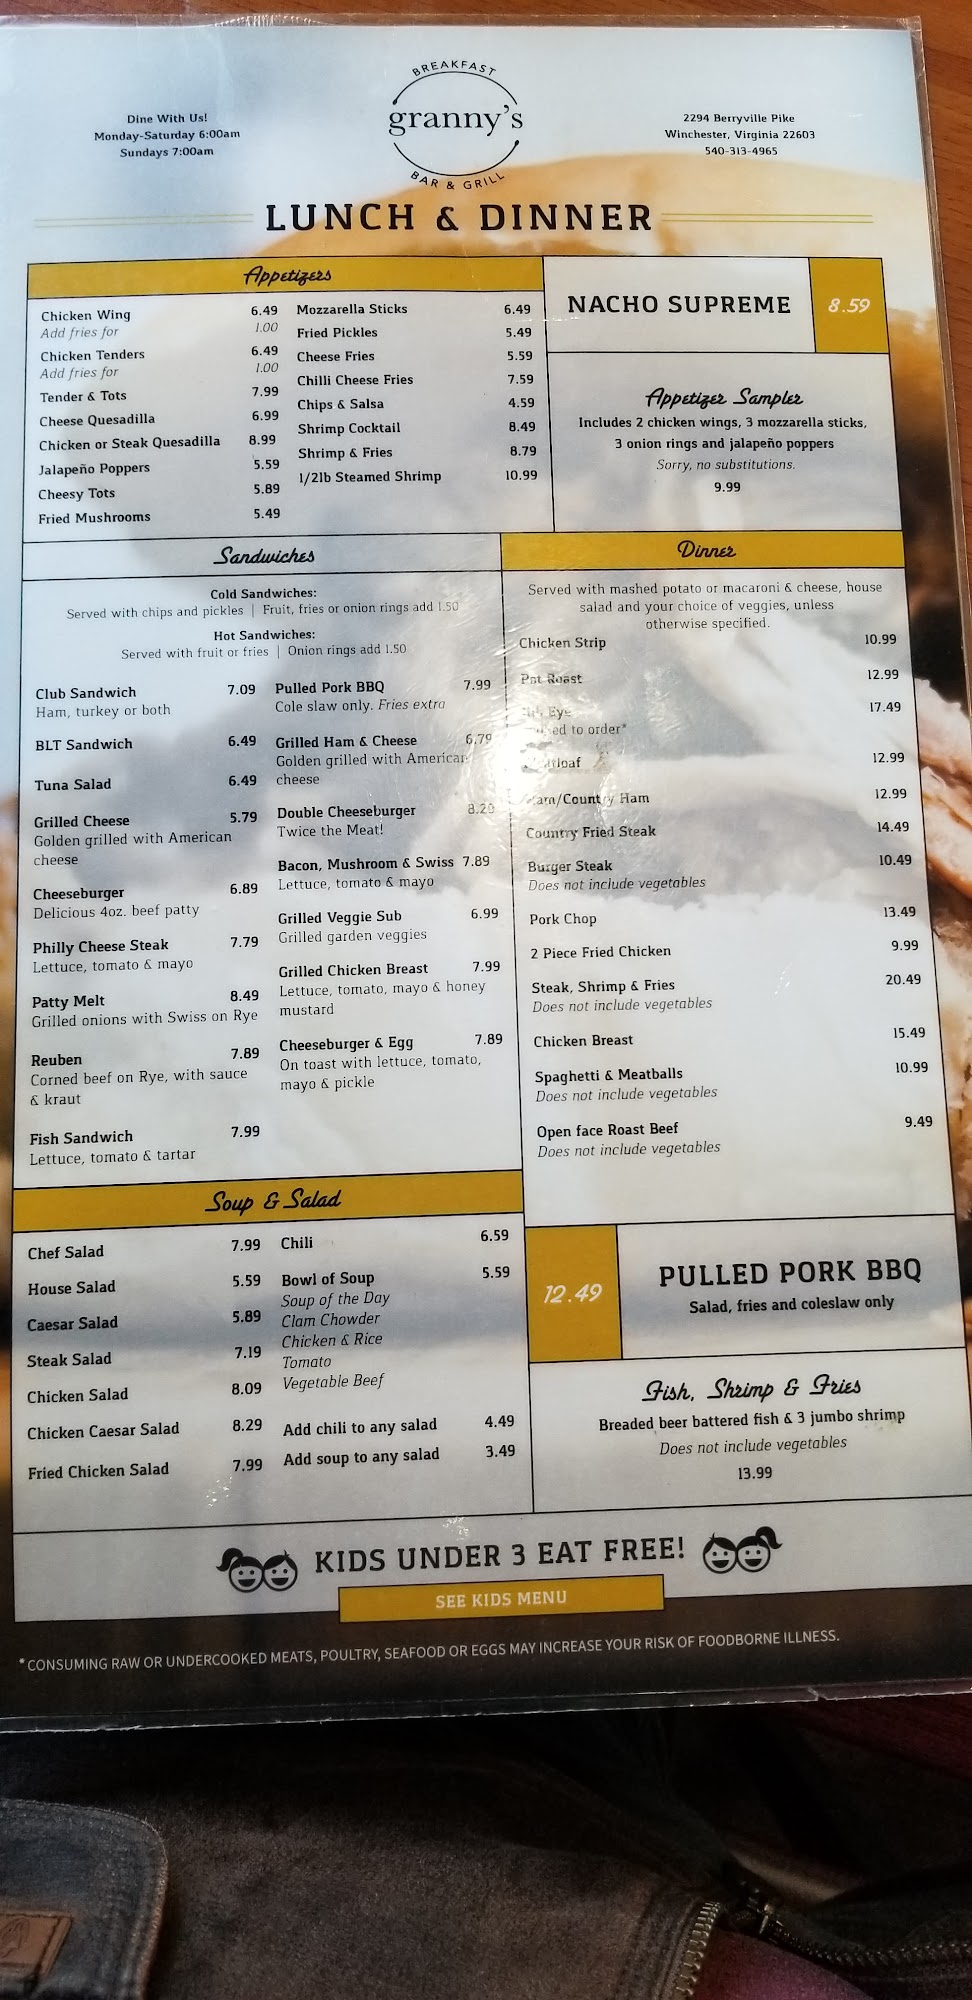 Dine With Us!
Monday-Saturday 6:00am
Sundays 7:00am
BREAKFAST
granny's
BAR & GRILL
2294 Berryville Pike
Winchester, Virginia 22603
540-313-4965
LUNCH & DINNER
Appetizers
Chicken Wing 6.49
Add fries for 1.00
Chicken Tenders 6.49
Add fries for 1.00
Tender & Tots 7.99
Cheese Quesadilla 6.99
Chicken or Steak Quesadilla 8.99
Jalapeño Poppers 5.59
Cheesy Tots 5.89
Fried Mushrooms 5.49
Mozzarella Sticks 6.49
Fried Pickles 5.49
Cheese Fries 5.59
Chilli Cheese Fries 7.59
Chips & Salsa 4.59
Shrimp Cocktail 8.49
Shrimp & Fries 8.79
1/2lb Steamed Shrimp 10.99
NACHO SUPREME 8.59
Appetizer Sampler
Includes 2 chicken wings, 3 mozzarella sticks,
3 onion rings and jalapeño poppers
Sorry, no substitutions.
9.99
Sandwiches
Cold Sandwiches:
Served with chips and pickles | Fruit, fries or onion rings add 1.50
Hot Sandwiches:
Served with fruit or fries | Onion rings add 1.50
Club Sandwich 7.09
Ham, turkey or both
BLT Sandwich 6.49
Tuna Salad 6.49
Grilled Cheese 5.79
Golden grilled with American
cheese
Cheeseburger 6.89
Delicious 4oz. beef patty
Philly Cheese Steak 7.79
Lettuce, tomato & mayo
Patty Melt 8.49
Grilled onions with Swiss on Rye
Reuben 7.89
Corned beef on Rye, with sauce
& kraut
Fish Sandwich 7.99
Lettuce, tomato & tartar
Pulled Pork BBQ 7.99
Cole slaw only. Fries extra
Grilled Ham & Cheese 6.79
Golden grilled with American
cheese
Double Cheeseburger 8.29
Twice the Meat!
Bacon, Mushroom & Swiss 7.89
Lettuce, tomato & mayo
Grilled Veggie Sub 6.99
Grilled garden veggies
Grilled Chicken Breast 7.99
Lettuce, tomato, mayo & honey
mustard
Cheeseburger & Egg 7.89
On toast with lettuce, tomato,
mayo & pickle
Dinner
Served with mashed potato or macaroni & cheese, house
salad and your choice of veggies, unless
otherwise specified.
Chicken Strip 10.99
Pot Roast 12.99
Eye 17.49
to order*
12.99
Ham 12.99
Country Fried Steak 14.49
Burger Steak 10.49
Does not include vegetables
Pork Chop 13.49
2 Piece Fried Chicken 9.99
Steak, Shrimp & Fries 20.49
Does not include vegetables
Chicken Breast 15.49
Spaghetti & Meatballs 10.99
Does not include vegetables
Open face Roast Beef 9.49
Does not include vegetables
Soup & Salad
Chef Salad 7.99
House Salad 5.59
Caesar Salad 5.89
Steak Salad 7.19
Chicken Salad 8.09
Chicken Caesar Salad 8.29
Fried Chicken Salad 7.99
Chili 6.59
Bowl of Soup 5.59
Soup of the Day
Clam Chowder
Chicken & Rice
Tomato
Vegetable Beef
Add chili to any salad 4.49
Add soup to any salad 3.49
12.49 PULLED PORK BBQ
Salad, fries and coleslaw only
Fish, Shrimp & Fries
Breaded beer battered fish & 3 jumbo shrimp
Does not include vegetables
13.99
KIDS UNDER 3 EAT FREE!
SEE KIDS MENU
*CONSUMING RAW OR UNDERCOOKED MEATS, POULTRY, SEAFOOD OR EGGS MAY INCREASE YOUR RISK OF FOODBORNE ILLNESS.